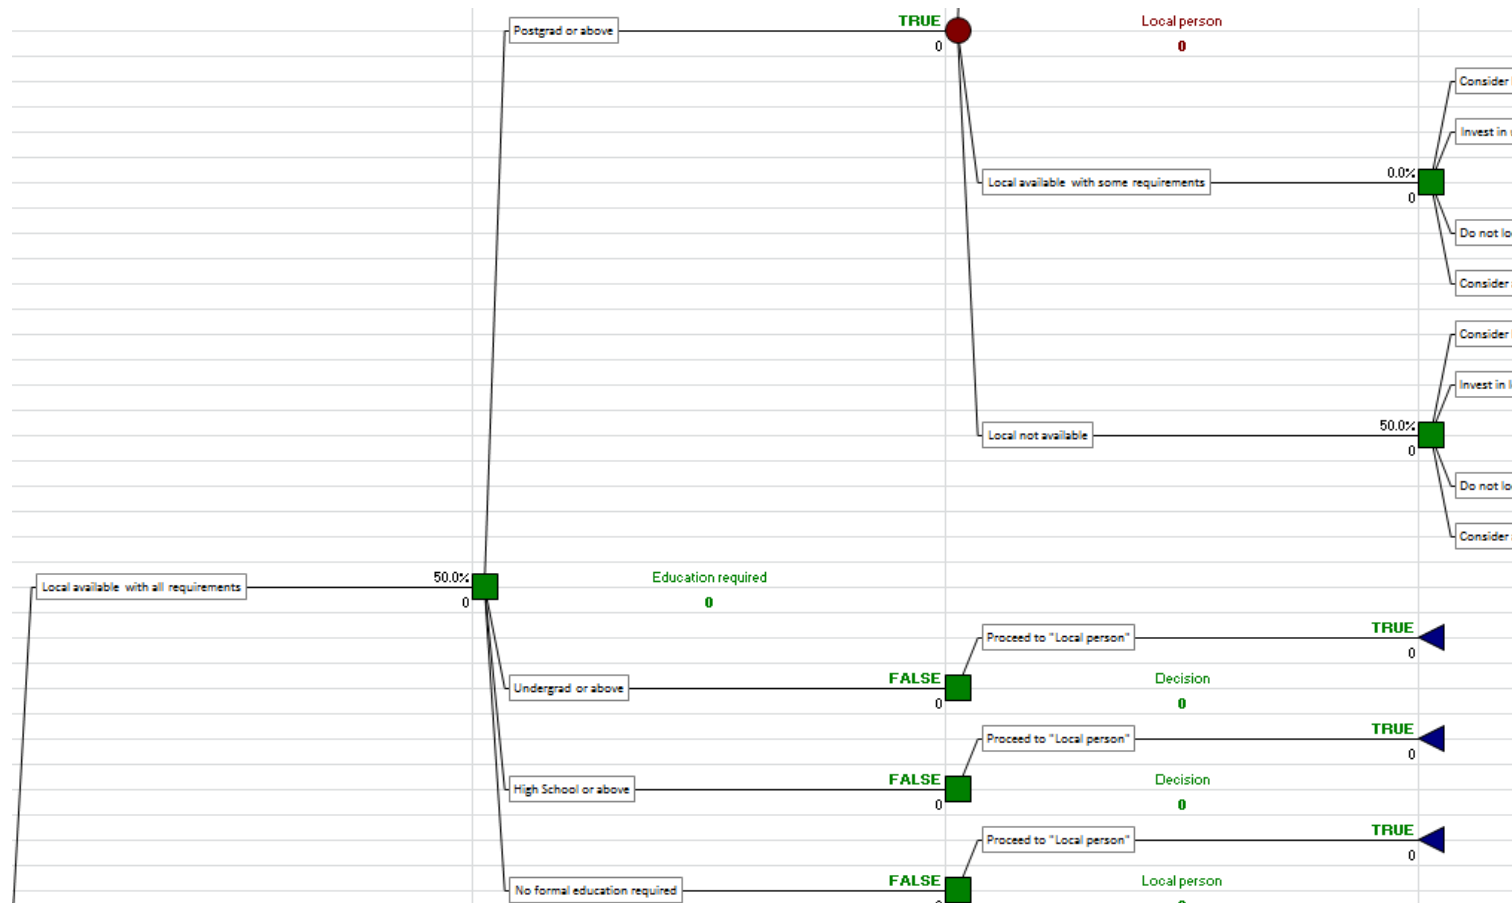 Postgrad or above
TRUE
0
Local person
0
Consider
Invest in
Local available with some requirements
0.0%
0
Do not lo
Consider
Consider
Invest in
Local not available
50.0%
0
Do not lo
Consider
Local available with all requirements
50.0%
0
Education required
0
Proceed to "Local person"
TRUE
0
Undergrad or above
FALSE
0
Decision
0
Proceed to "Local person"
TRUE
0
High School or above
FALSE
0
Decision
0
Proceed to "Local person"
TRUE
0
No formal education required
FALSE
Local person